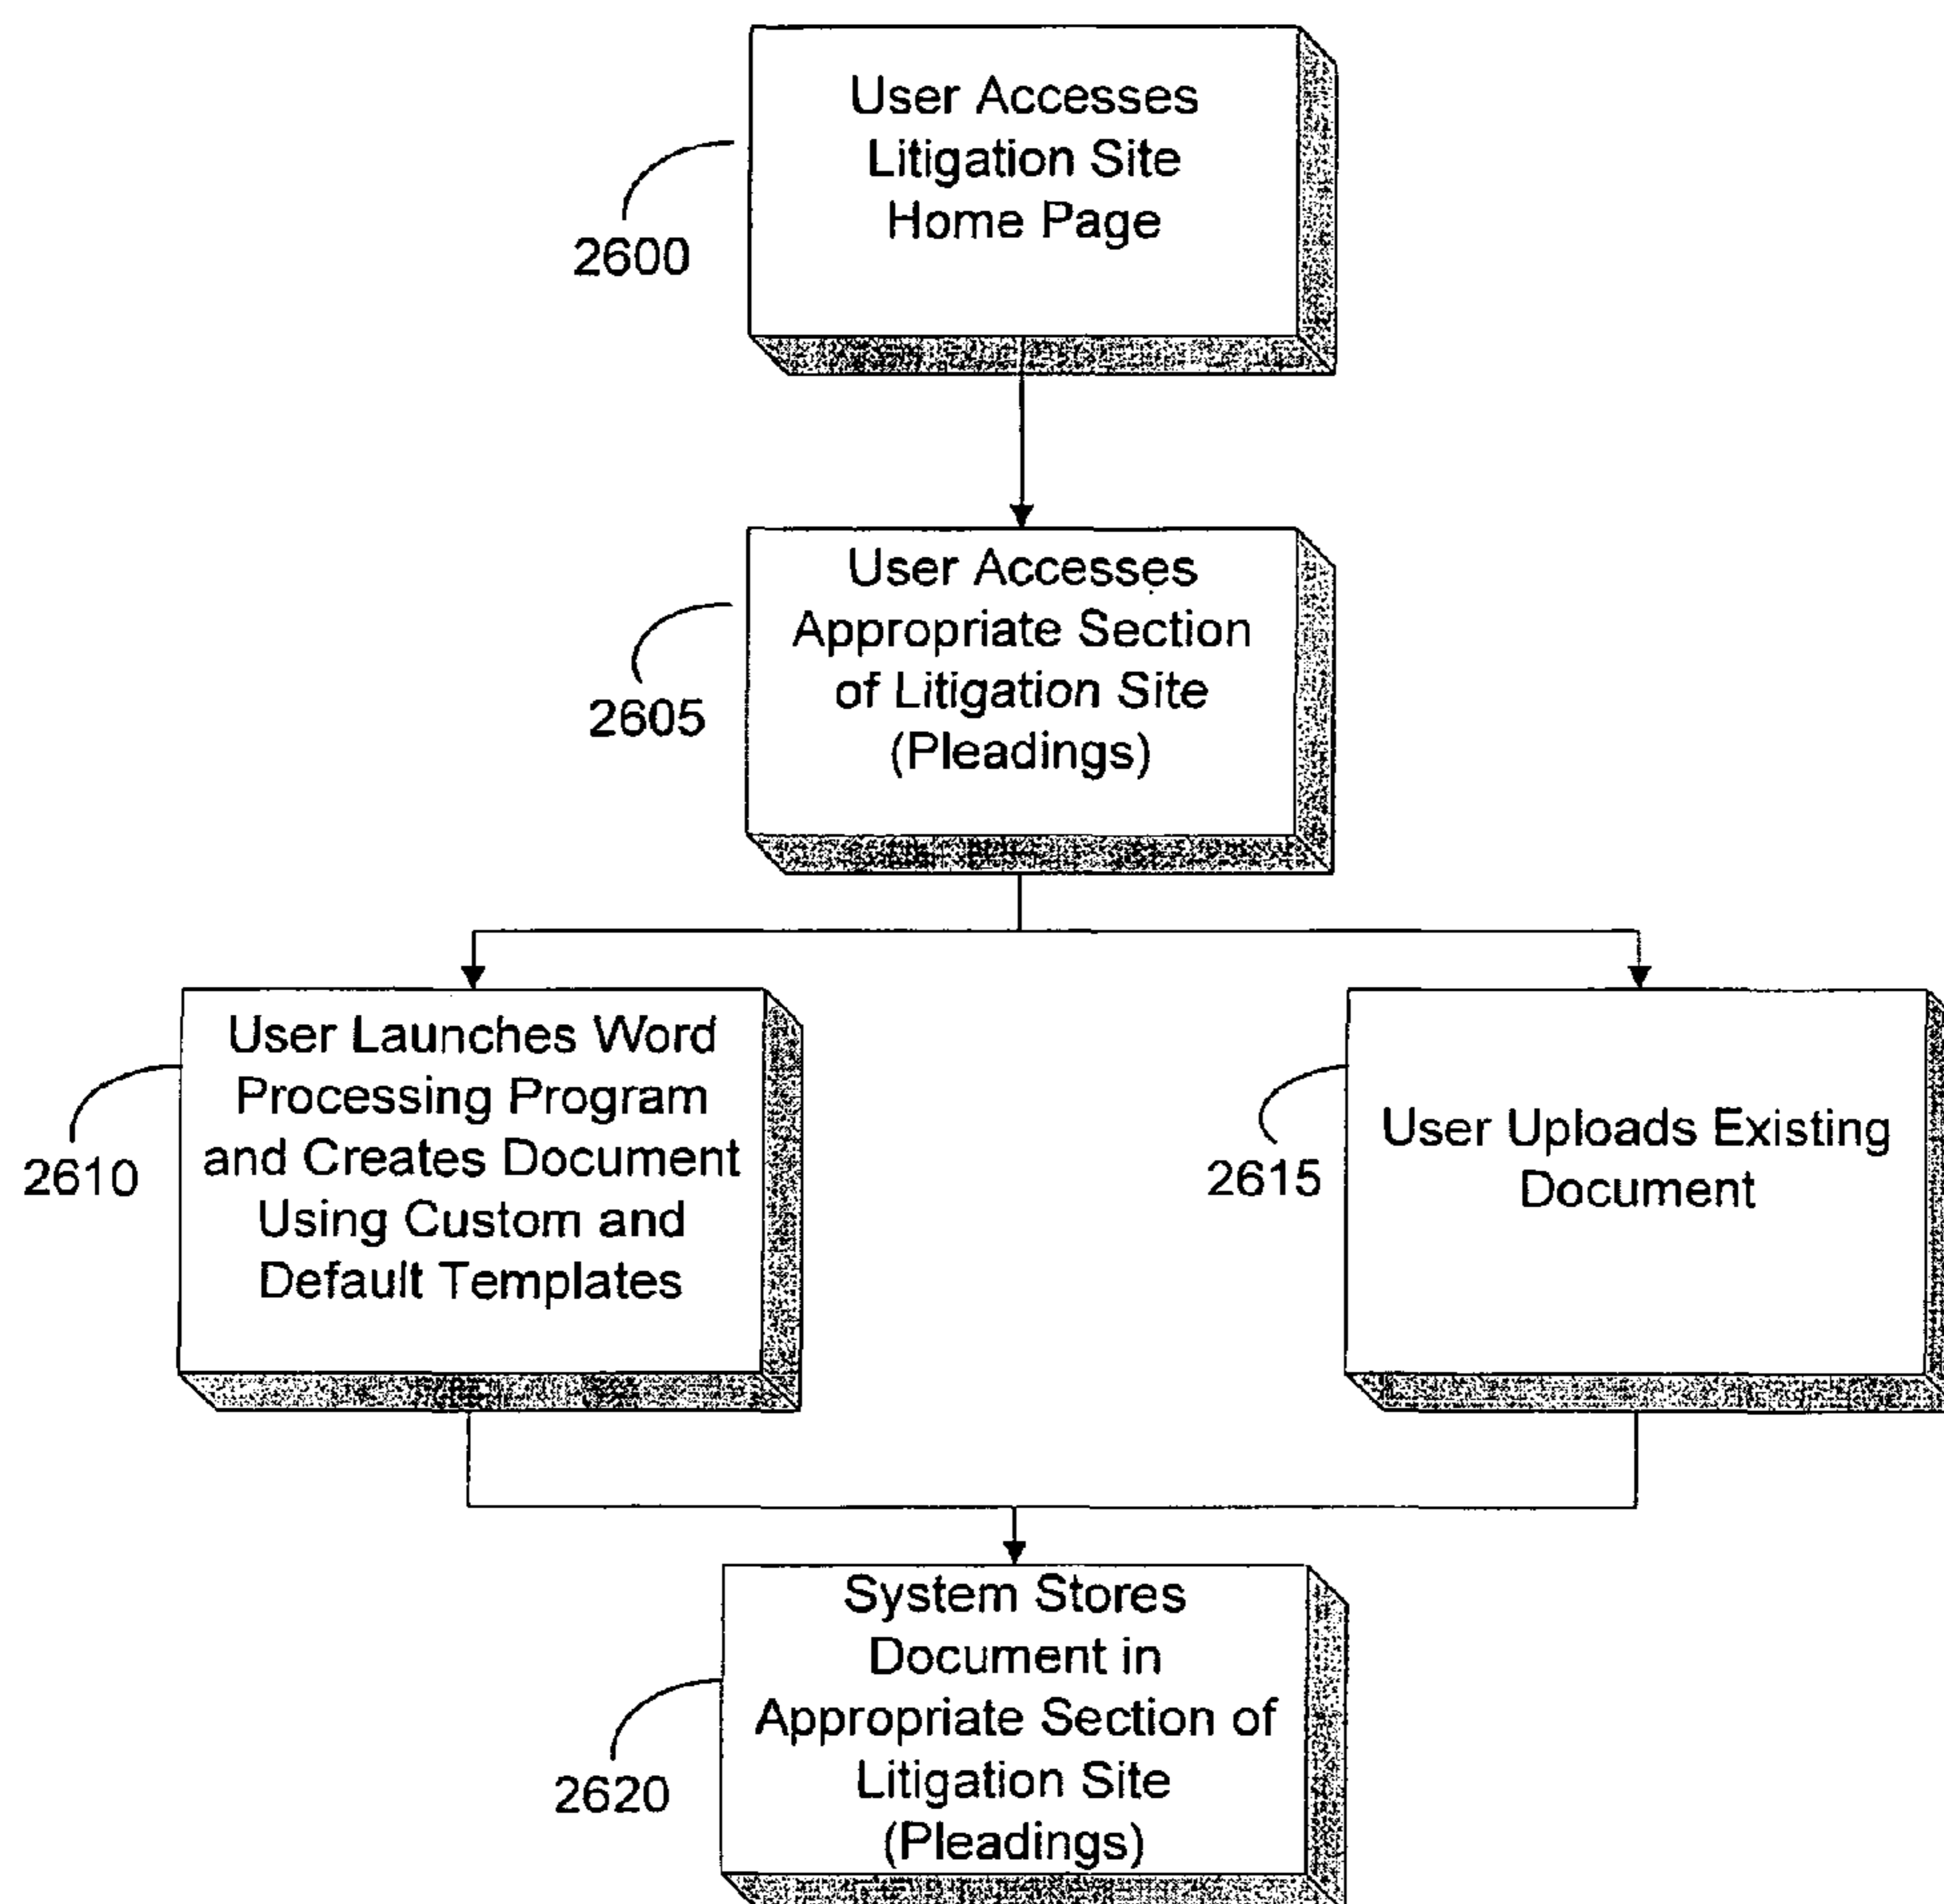 User Accesses
Litigation Site
Home Page
2600
User Accesses
Appropriate Section
of Litigation Site
(Pleadings)
2605
User Launches Word
Processing Program
and Creates Document
Using Custom and
Default Templates
2610
User Uploads Existing
Document
2615
System Stores
Document in
Appropriate Section of
Litigation Site
(Pleadings)
2620